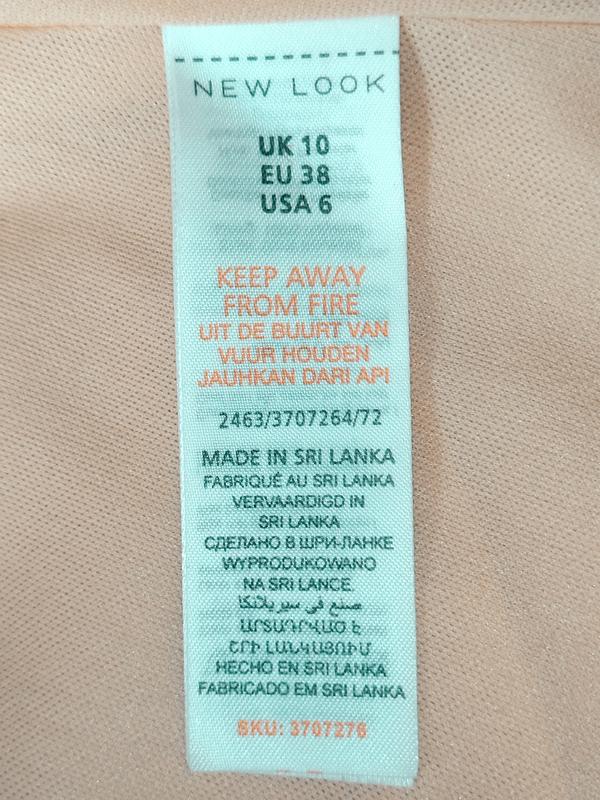 NEW LOOK
UK 10
EU 38
USA 6
KEEP AWAY
FROM FIRE
UIT DE BUURT VAN
VUUR HOUDEN
JAUHKAN DARI API
2463/3707264/72
MADE IN SRI LANKA
FABRIQUÉ AU SRI LANKA
VERVAARDIGD IN
SRI LANKA
СДЕЛАНО В ШРИ-ЛАНКЕ
WYPRODUKOWANO
NA SRI LANCE.
صنع في سيريلانكا
ԱՐՏԱԴՐՎԱԾ Է
ՇՐԻ ԼԱՆԿԱՅՈՒՄ
HECHO EN SRI LANKA
FABRICADO EM SRI LANKA
SKU: 3707276